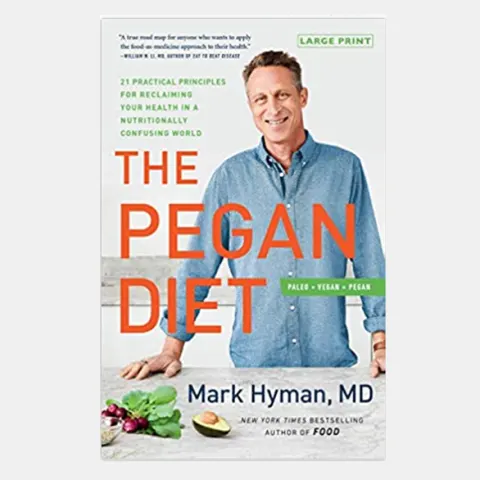 "A true road map for anyone who wants to apply
the food-as-medicine approach to their health."
—WILLIAM W. LI, MD, AUTHOR OF EAT TO BEAT DISEASE
LARGE PRINT
21 PRACTICAL PRINCIPLES
FOR RECLAIMING
YOUR HEALTH IN A
NUTRITIONALLY
CONFUSING WORLD
THE
PEGAN
DIET
PALEO + VEGAN = PEGAN
Mark Hyman, MD
NEW YORK TIMES BESTSELLING
AUTHOR OF FOOD